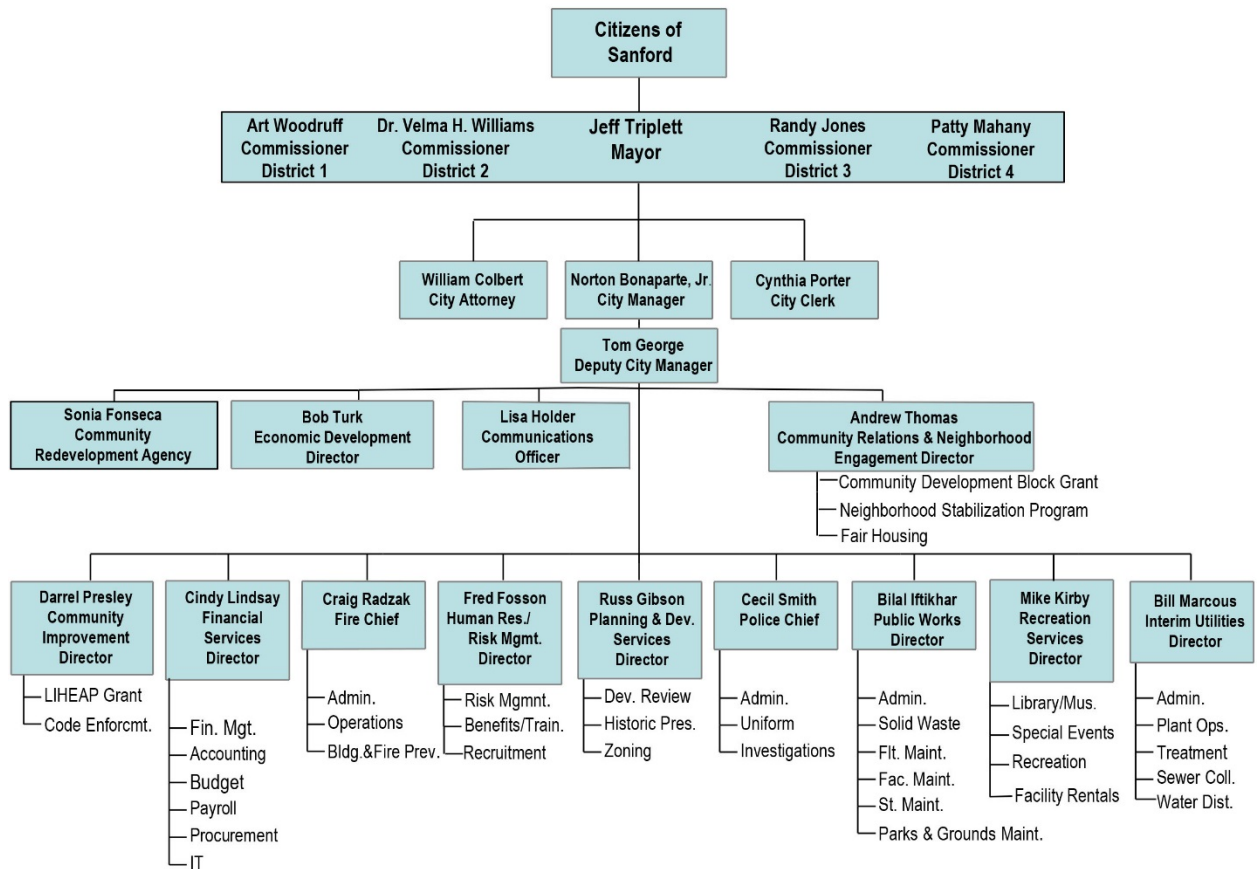 Citizens of
Sanford
Art Woodruff
Commissioner
District 1
Dr. Velma H. Williams
Commissioner
District 2
Jeff Triplett
Mayor
Randy Jones
Commissioner
District 3
Patty Mahany
Commissioner
District 4
William Colbert
City Attorney
Norton Bonaparte, Jr.
City Manager
Cynthia Porter
City Clerk
Tom George
Deputy City Manager
Sonia Fonseca
Community
Redevelopment Agency
Bob Turk
Economic Development
Director
Lisa Holder
Communications
Officer
Andrew Thomas
Community Relations & Neighborhood
Engagement Director
Community Development Block Grant
Neighborhood Stabilization Program
Fair Housing
Darrel Presley
Community
Improvement
Director
LIHEAP Grant
Code Enforcmt.
Cindy Lindsay
Financial
Services
Director
Fin. Mgt.
Accounting
Budget
Payroll
Procurement
IT
Craig Radzak
Fire Chief
Admin.
Operations
Bldg.&Fire Prev.
Fred Fosson
Human Res./
Risk Mgmt.
Director
Risk Mgmnt.
Benefits/Train.
Recruitment
Russ Gibson
Planning & Dev.
Services
Director
Dev. Review
Historic Pres.
Zoning
Cecil Smith
Police Chief
Admin.
Uniform
Investigations
Bilal Iftikhar
Public Works
Director
Admin.
Solid Waste
Flt. Maint.
Fac. Maint.
St. Maint.
Parks & Grounds Maint.
Mike Kirby
Recreation
Services
Director
Library/Mus.
Special Events
Recreation
Facility Rentals
Bill Marcous
Interim Utilities
Director
Admin.
Plant Ops.
Treatment
Sewer Coll.
Water Dist.